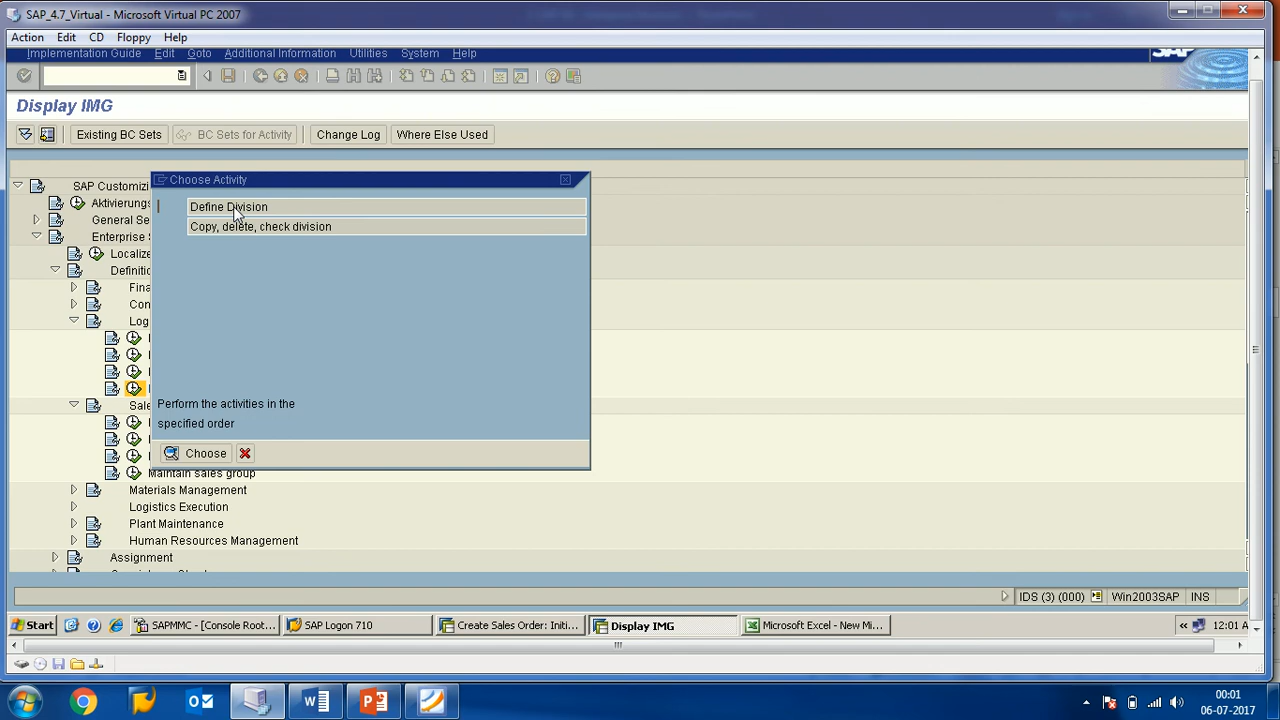 SAP_4.7_Virtual - Microsoft Virtual PC 2007
Action Edit CD Floppy Help
Implementation Guide Edit Goto Additional Information Utilities System Help
SAP
Display IMG
Existing BC Sets BC Sets for Activity Change Log Where Else Used
Choose Activity
SAP Customizi
Define Division
Aktivierungs
General Se
Copy, delete, check division
Enterprise
Localize
Definitio
Fina
Con
Log
Perform the activities in the
Sale
specified order
Choose
Maintain sales group
Materials Management
Logistics Execution
Plant Maintenance
Human Resources Management
Assignment
IDS (3) (000) Win2003SAP INS
Start SAPMMC - [Console Root... SAP Logon 710 Create Sales Order: Initi... Display IMG Microsoft Excel - New Mi... « 12:01 A
00:01
06-07-2017